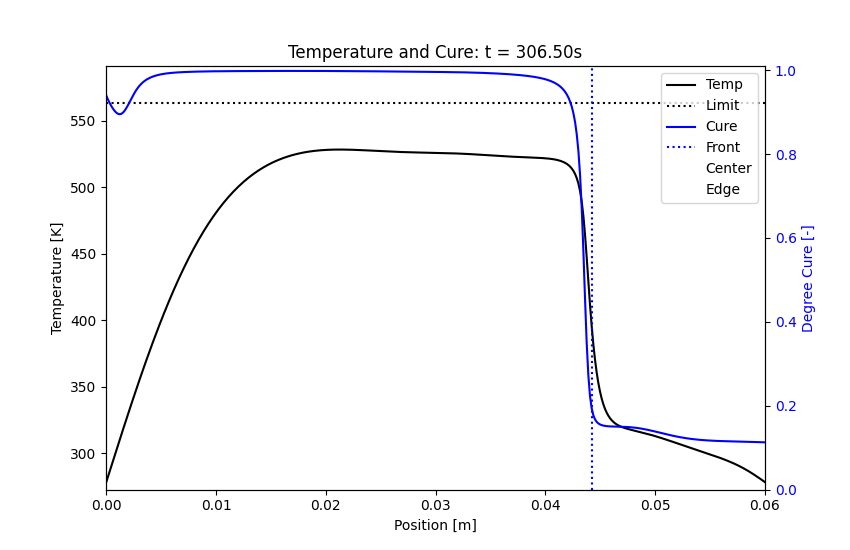 Temperature and Cure: t = 306.50s
Temp
Limit
Cure
Front
Center
Edge
550
500
450
400
350
300
Temperature [K]
1.0
0.8
0.6
0.4
0.2
0.0
Degree Cure [-]
0.00
0.01
0.02
0.03
0.04
0.05
0.06
Position [m]